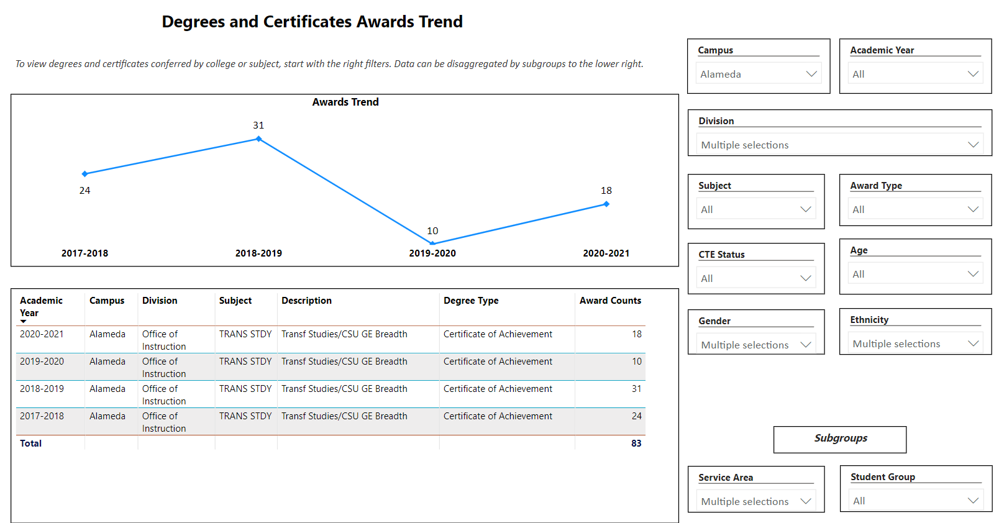 Degrees and Certificates Awards Trend
To view degrees and certificates conferred by college or subject, start with the right filters. Data can be disaggregated by subgroups to the lower right.
Awards Trend
31
24
18
10
2017-2018 2018-2019 2019-2020 2020-2021
Academic Year Campus Division Subject Description Degree Type Award Counts
2020-2021 Alameda Office of Instruction TRANS STDY Transf Studies/CSU GE Breadth Certificate of Achievement 18
2019-2020 Alameda Office of Instruction TRANS STDY Transf Studies/CSU GE Breadth Certificate of Achievement 10
2018-2019 Alameda Office of Instruction TRANS STDY Transf Studies/CSU GE Breadth Certificate of Achievement 31
2017-2018 Alameda Office of Instruction TRANS STDY Transf Studies/CSU GE Breadth Certificate of Achievement 24
Total 83
Campus
Alameda
Academic Year
All
Division
Multiple selections
Subject
All
Award Type
All
CTE Status
All
Age
All
Gender
Multiple selections
Ethnicity
Multiple selections
Subgroups
Service Area
Multiple selections
Student Group
All